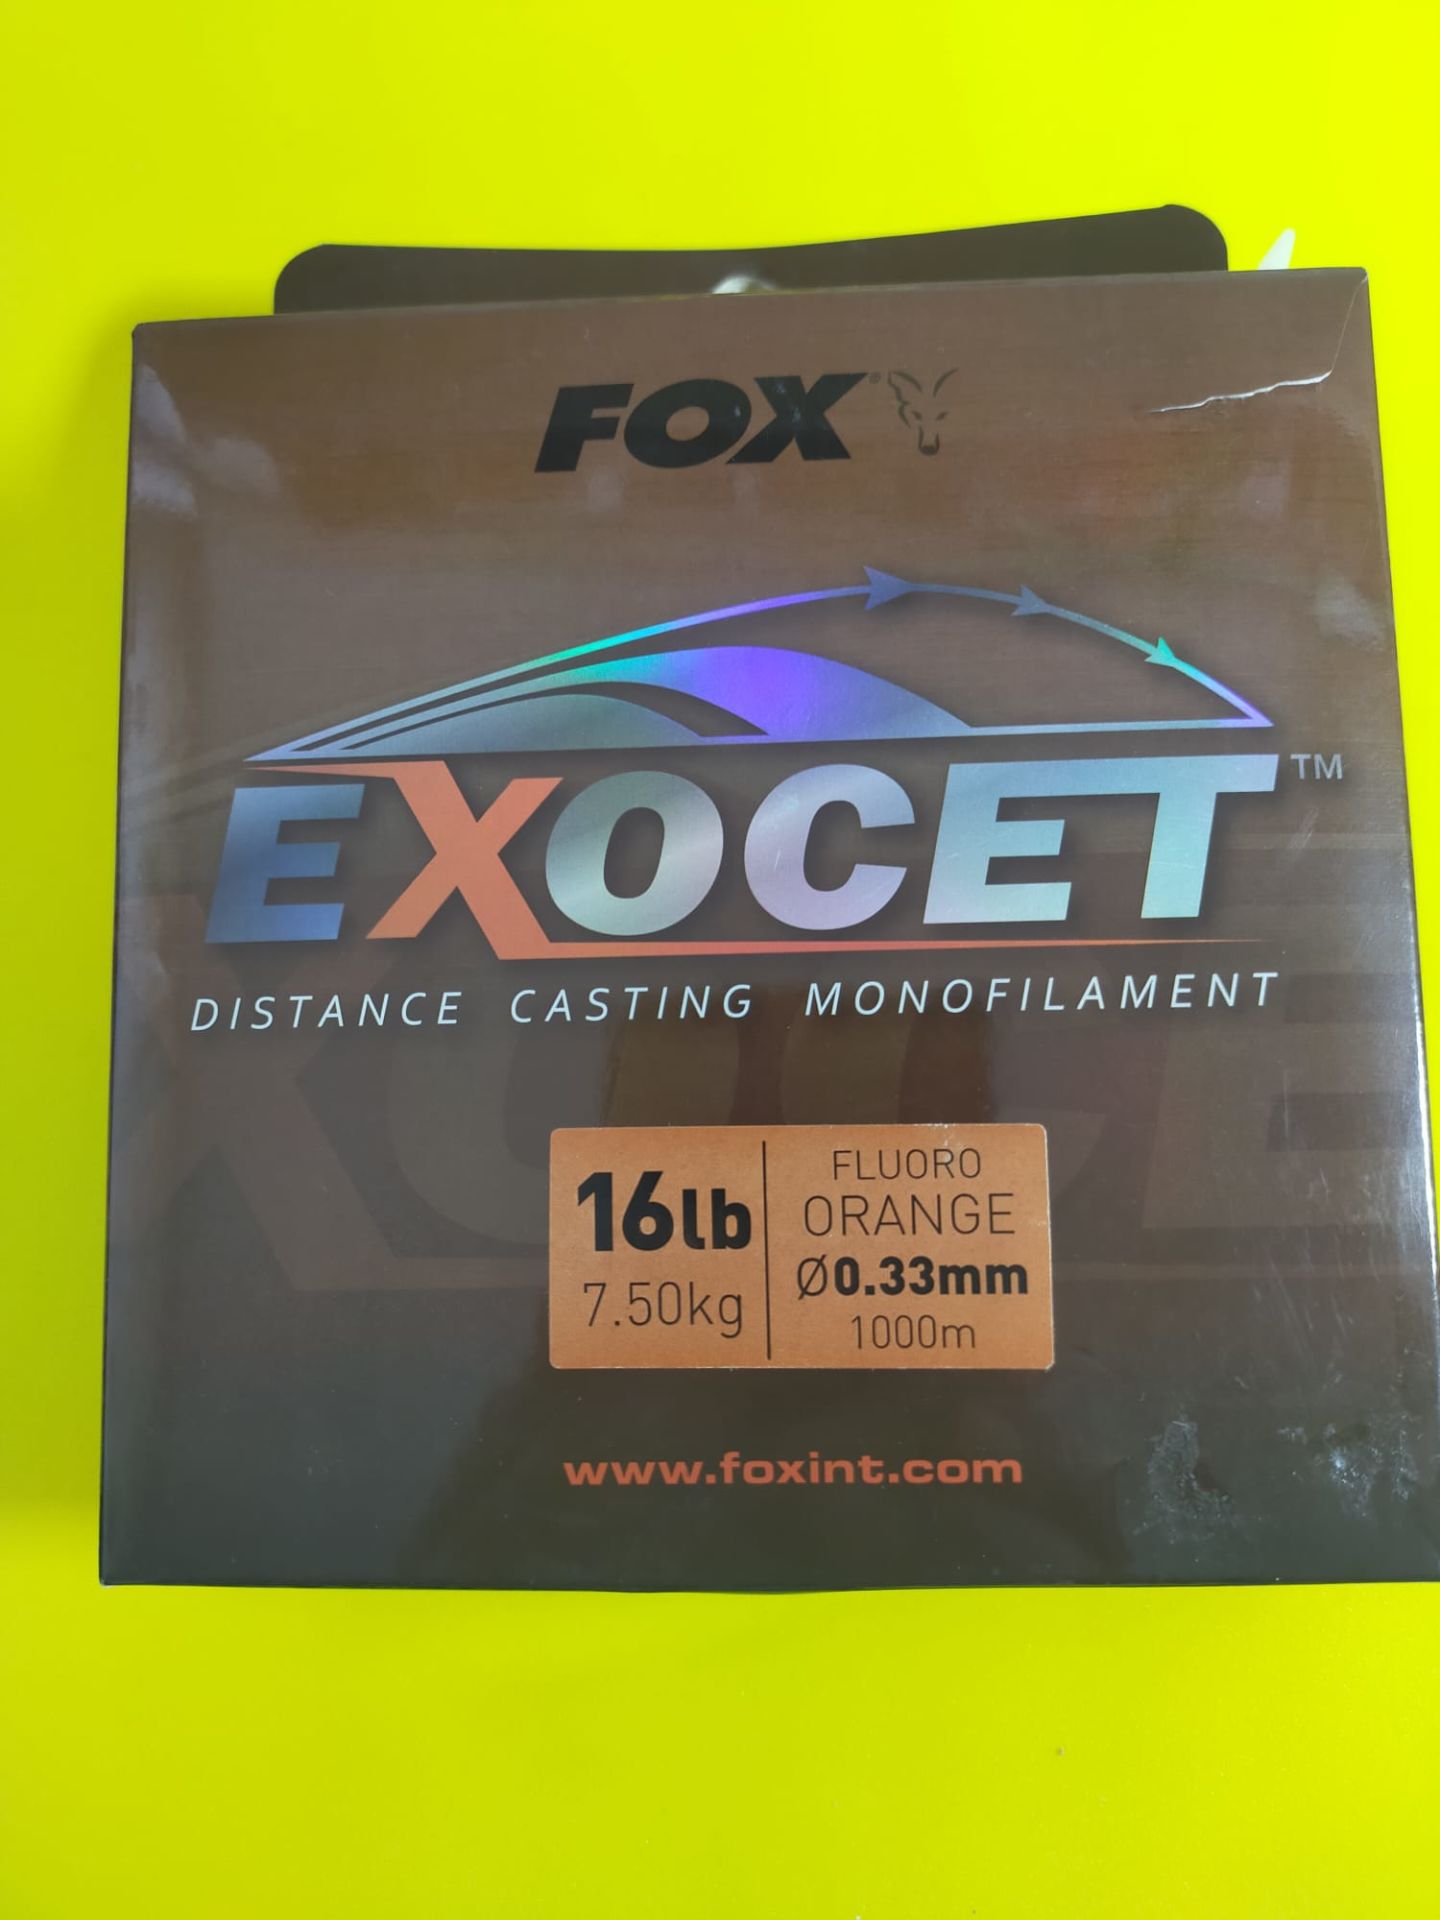 FOX®
EXOCET™
DISTANCE CASTING MONOFILAMENT
16lb
7.50kg
FLUORO
ORANGE
Ø0.33mm
1000m
www.foxint.com